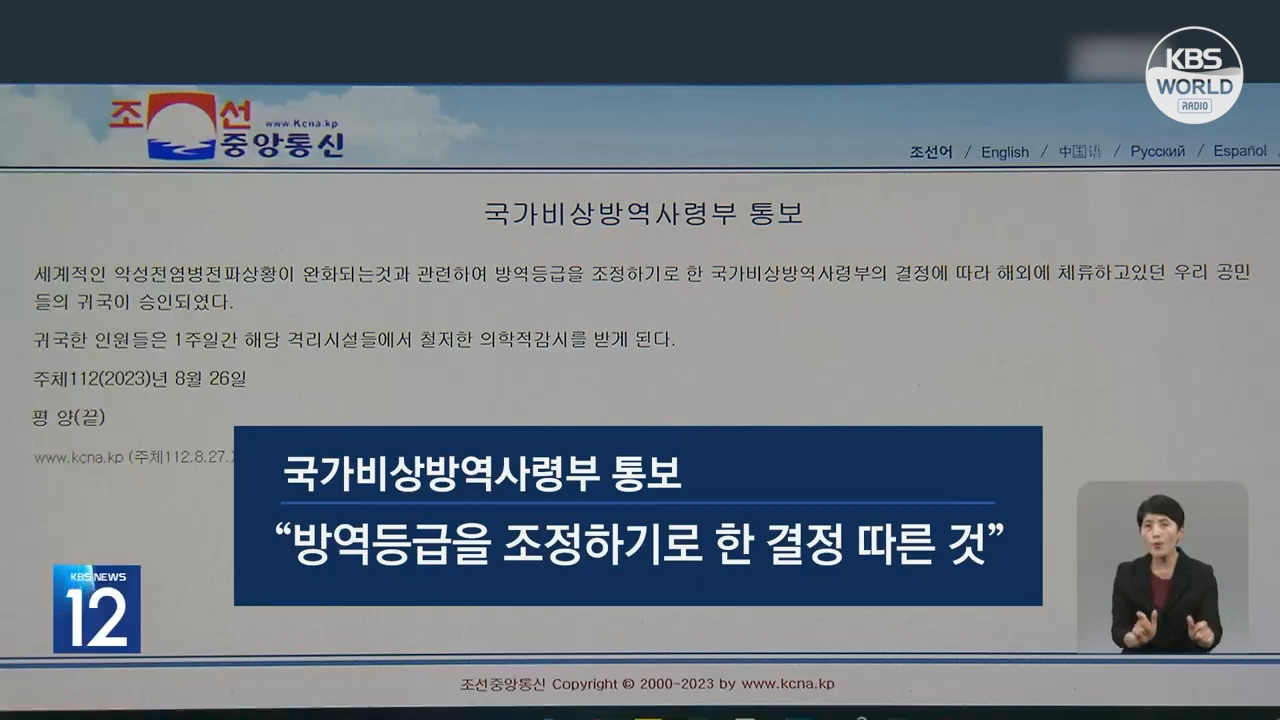 KBS
WORLD
RADIO
조선
www.Kcna.kp
중앙통신
조선어 / English / 中国语 / Русский / Español /
국가비상방역사령부 통보
세계적인 악성전염병전파상황이 완화되는것과 관련하여 방역등급을 조정하기로 한 국가비상방역사령부의 결정에 따라 해외에 체류하고있던 우리 공민
들의 귀국이 승인되였다.
귀국한 인원들은 1주일간 해당 격리시설들에서 철저한 의학적감시를 받게 된다.
주체112(2023)년 8월 26일
평 양(끝)
www.kcna.kp (주체112.8.27.)
국가비상방역사령부 통보
“방역등급을 조정하기로 한 결정 따른 것”
KBS NEWS
12
조선중앙통신 Copyright © 2000-2023 by www.kcna.kp